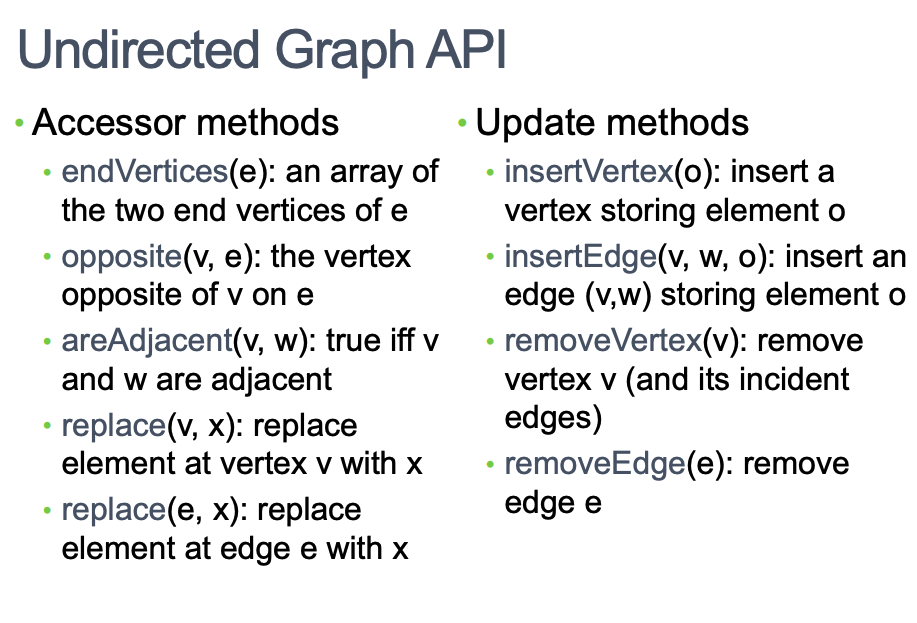 Undirected Graph API
• Accessor methods
• endVertices(e): an array of
the two end vertices of e
• opposite(v, e): the vertex
opposite of v on e
• areAdjacent(v, w): true iff v
and w are adjacent
• replace(v, x): replace
element at vertex v with x
• replace(e, x): replace
element at edge e with x
• Update methods
• insertVertex(o): insert a
vertex storing element o
• insertEdge(v, w, o): insert an
edge (v,w) storing element o
• removeVertex(v): remove
vertex v (and its incident
edges)
• removeEdge(e): remove
edge e